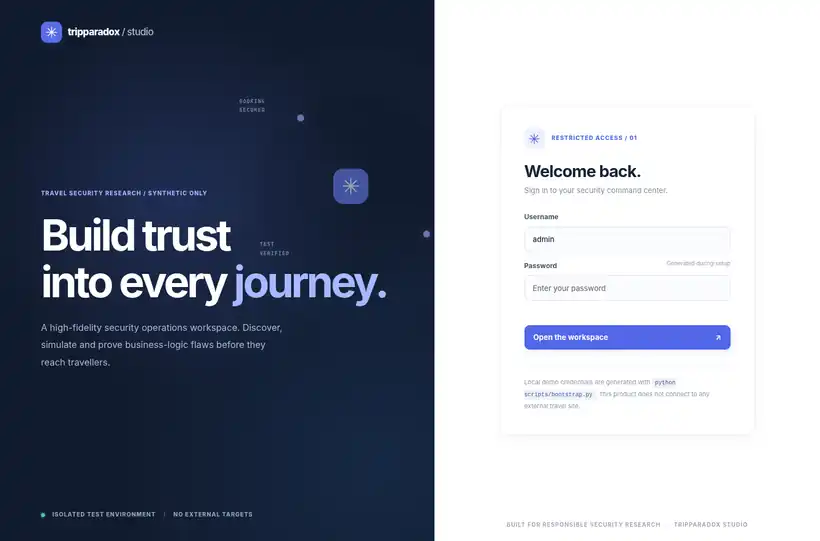 tripparadox / studio
BOOKING
SECURED
TRAVEL SECURITY RESEARCH / SYNTHETIC ONLY
Build trust
into every journey.
TEST
VERIFIED
A high-fidelity security operations workspace. Discover,
simulate and prove business-logic flaws before they
reach travellers.
ISOLATED TEST ENVIRONMENT | NO EXTERNAL TARGETS
RESTRICTED ACCESS / 01
Welcome back.
Sign in to your security command center.
Username
admin
Password
Generated during setup
Enter your password
Open the workspace
Local demo credentials are generated with python
scripts/bootstrap.py . This product does not connect to any
external travel site.
BUILT FOR RESPONSIBLE SECURITY RESEARCH TRIPPARADOX STUDIO